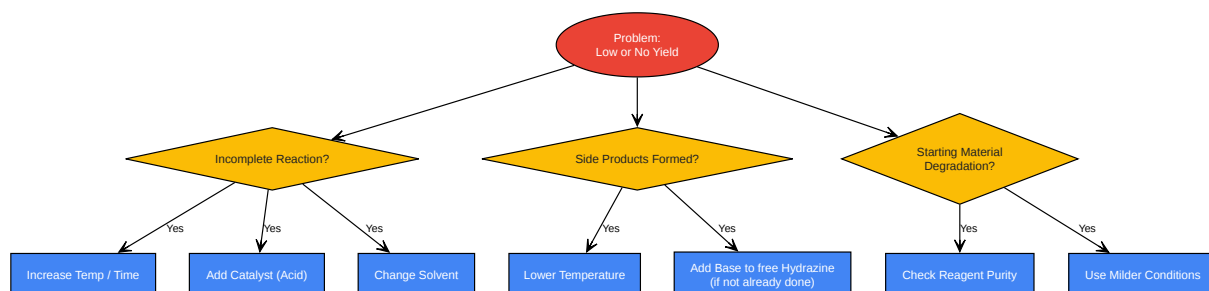 Problem:
Low or No Yield
Incomplete Reaction?
Side Products Formed?
Starting Material
Degradation?
Yes
Yes
Yes
Yes
Yes
Yes
Yes
Increase Temp / Time
Add Catalyst (Acid)
Change Solvent
Lower Temperature
Add Base to free Hydrazine
(if not already done)
Check Reagent Purity
Use Milder Conditions